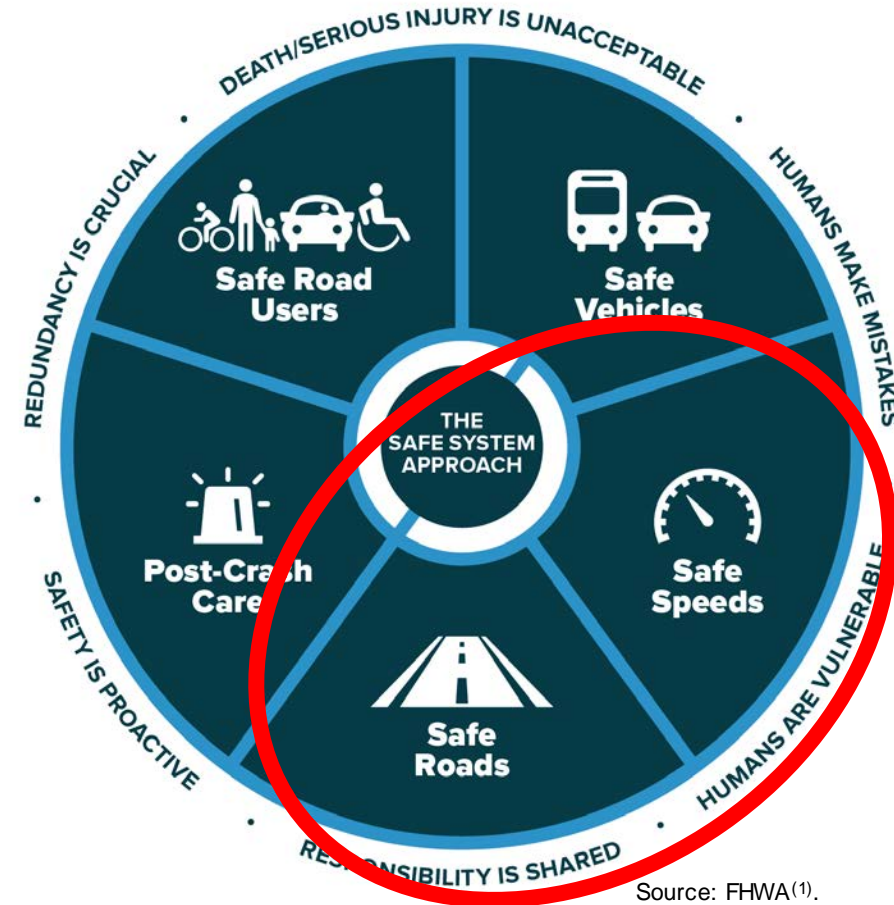 DEATH/SERIOUS INJURY IS UNACCEPTABLE
HUMANS MAKE MISTAKES
HUMANS ARE VULNERABLE
RESPONSIBILITY IS SHARED
SAFETY IS PROACTIVE
REDUNDANCY IS CRUCIAL
Safe Road
Users
Safe
Vehicles
THE
SAFE SYSTEM
APPROACH
Post-Crash
Care
Safe
Speeds
Safe
Roads
Source: FHWA(1).